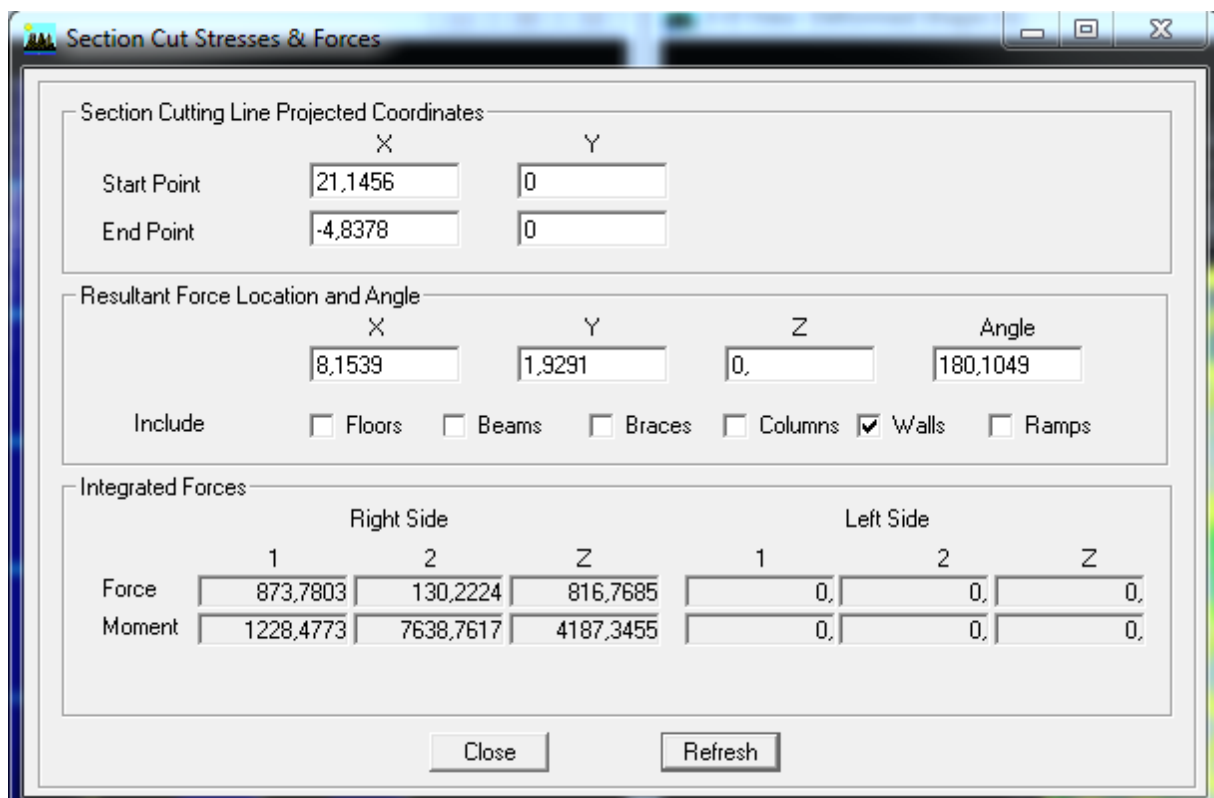 Section Cut Stresses & Forces
Section Cutting Line Projected Coordinates
X Y
Start Point 21,1456 0
End Point -4,8378 0
Resultant Force Location and Angle
X Y Z Angle
8,1539 1,9291 0, 180,1049
Include Floors Beams Braces Columns Walls Ramps
Integrated Forces
Right Side Left Side
1 2 Z 1 2 Z
Force 873,7803 130,2224 816,7685 0, 0, 0,
Moment 1228,4773 7638,7617 4187,3455 0, 0, 0,
Close Refresh